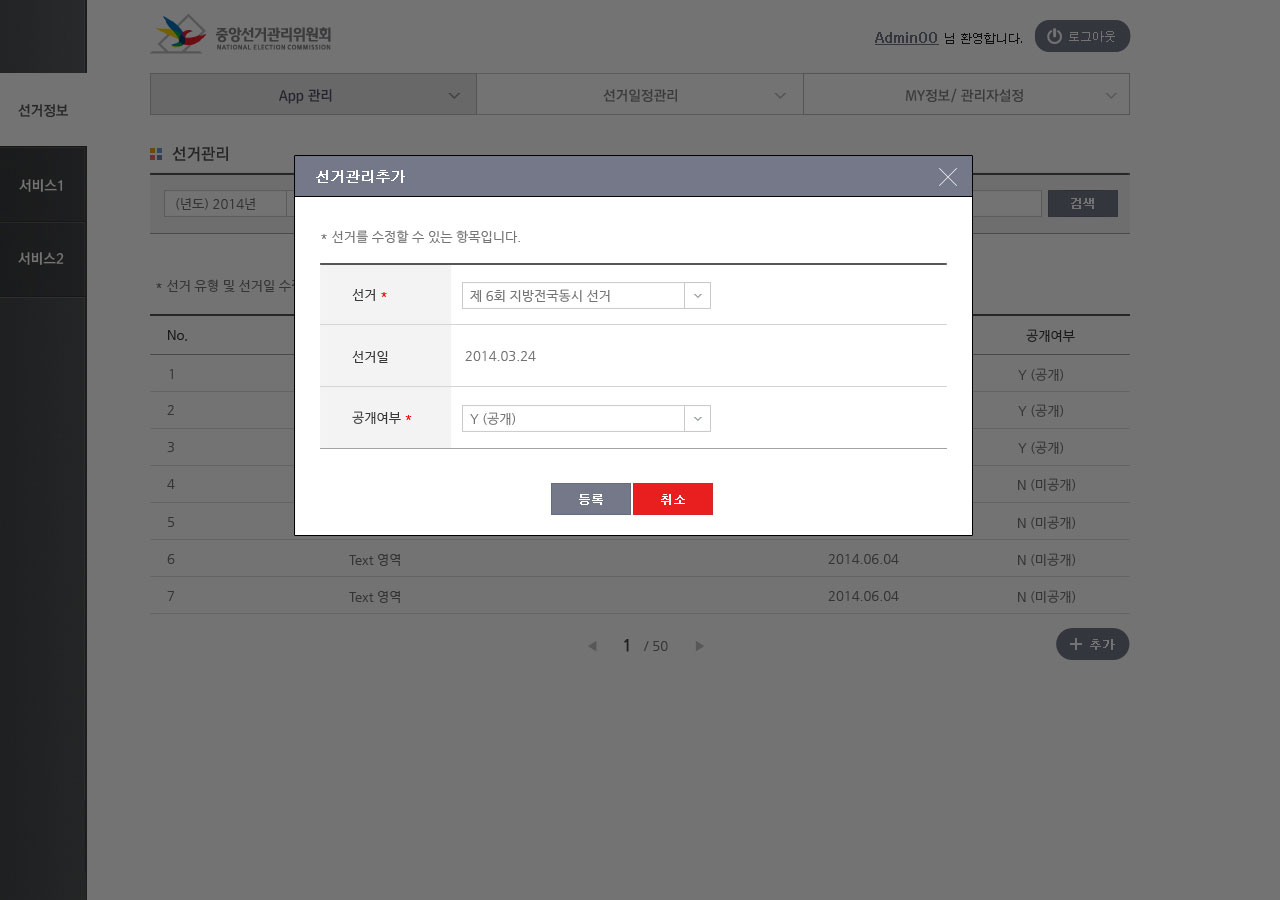 중앙선거관리위원회
NATIONAL ELECTION COMMISSION
Admin00 님 환영합니다. 로그아웃
App 관리 선거일정관리 MY정보/ 관리자설정
선거정보
서비스1
서비스2
선거관리
(년도) 2014년 검색
선거관리추가
* 선거를 수정할 수 있는 항목입니다.
선거 * 제 6회 지방전국동시 선거
선거일 2014.03.24
공개여부 * Y (공개)
등록 취소
* 선거 유형 및 선거일 수정
No. 공개여부
1 Y (공개)
2 Y (공개)
3 Y (공개)
4 N (미공개)
5 N (미공개)
6 Text 영역 2014.06.04 N (미공개)
7 Text 영역 2014.06.04 N (미공개)
◀ 1 / 50 ▶
+ 추가